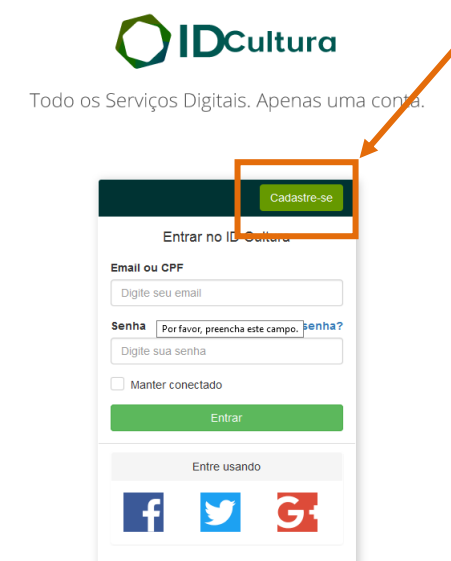 IDCultura
Todo os Serviços Digitais. Apenas uma conta.
Cadastre-se
Entrar no ID Cultura
Email ou CPF
Digite seu email
Senha
Por favor, preencha este campo.
senha?
Digite sua senha
Manter conectado
Entrar
Entre usando
f
G+